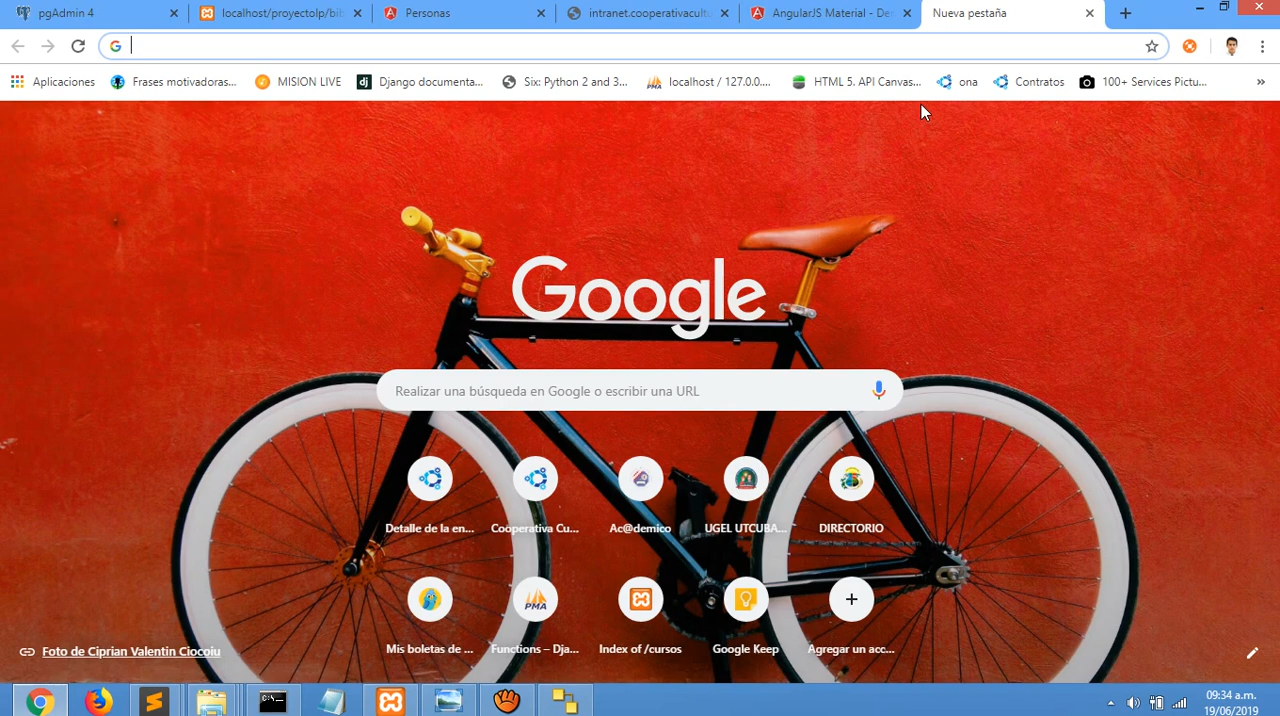 pgAdmin 4
localhost/proyectolp/bib
Personas
intranet.cooperativacultu
AngularJS Material - De
Nueva pestaña
Aplicaciones
Frases motivadoras...
MISION LIVE
Django documenta...
Six: Python 2 and 3...
localhost / 127.0.0....
HTML 5. API Canvas...
ona
Contratos
100+ Services Pictu...
»
Google
Realizar una búsqueda en Google o escribir una URL
Detalle de la en...
Cooperativa Cu...
Ac@demico
UGEL UTCUBA...
DIRECTORIO
PMA
Mis boletas de ...
Functions – Dja...
Index of /cursos
Google Keep
Agregar un acc...
Foto de Ciprian Valentin Ciocoiu
09:34 a.m.
19/06/2019